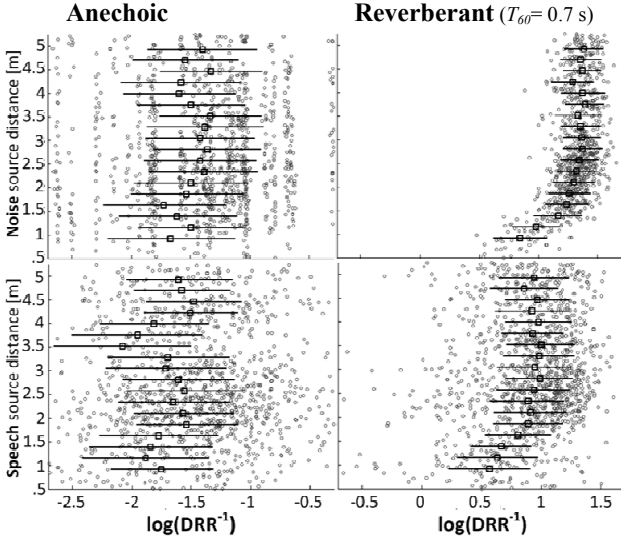 Anechoic
Reverberant (T60= 0.7 s)
Noise source distance [m]
5
4.5
4
3.5
3
2.5
2
1.5
1
.5
Speech source distance [m]
5
4.5
4
3.5
3
2.5
2
1.5
1
.5
-2.5 -2 -1.5 -1 -0.5
-0.5 0 0.5 1 1.5
log(DRR⁻¹)
log(DRR⁻¹)